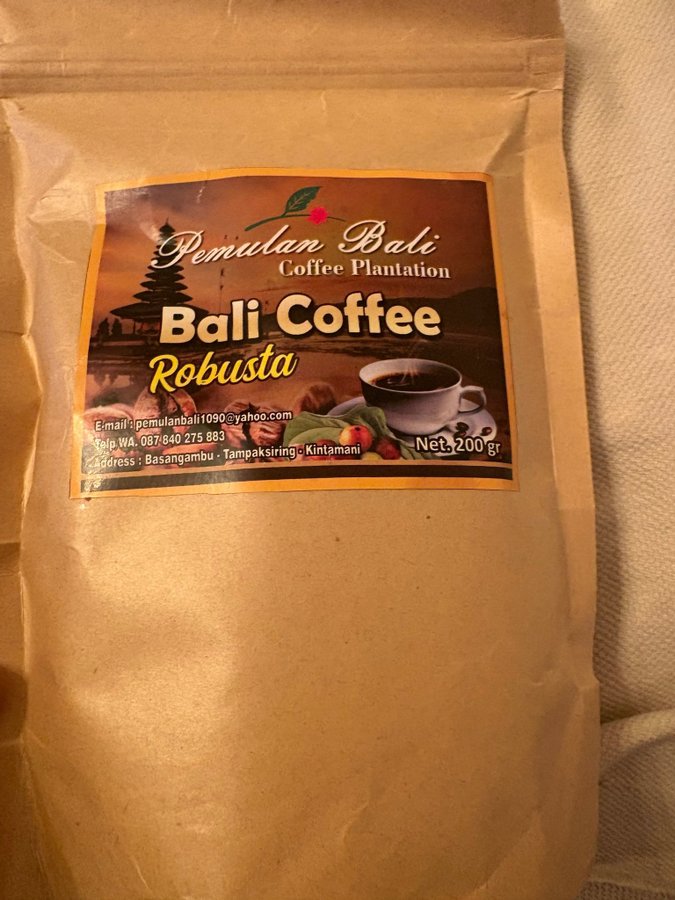 Pemulan Bali
Coffee Plantation
Bali Coffee
Robusta
E-mail : pemulanbali1090@yahoo.com
Telp WA. 087 840 275 883
Address : Basangambu - Tampaksiring - Kintamani
Net. 200 gr